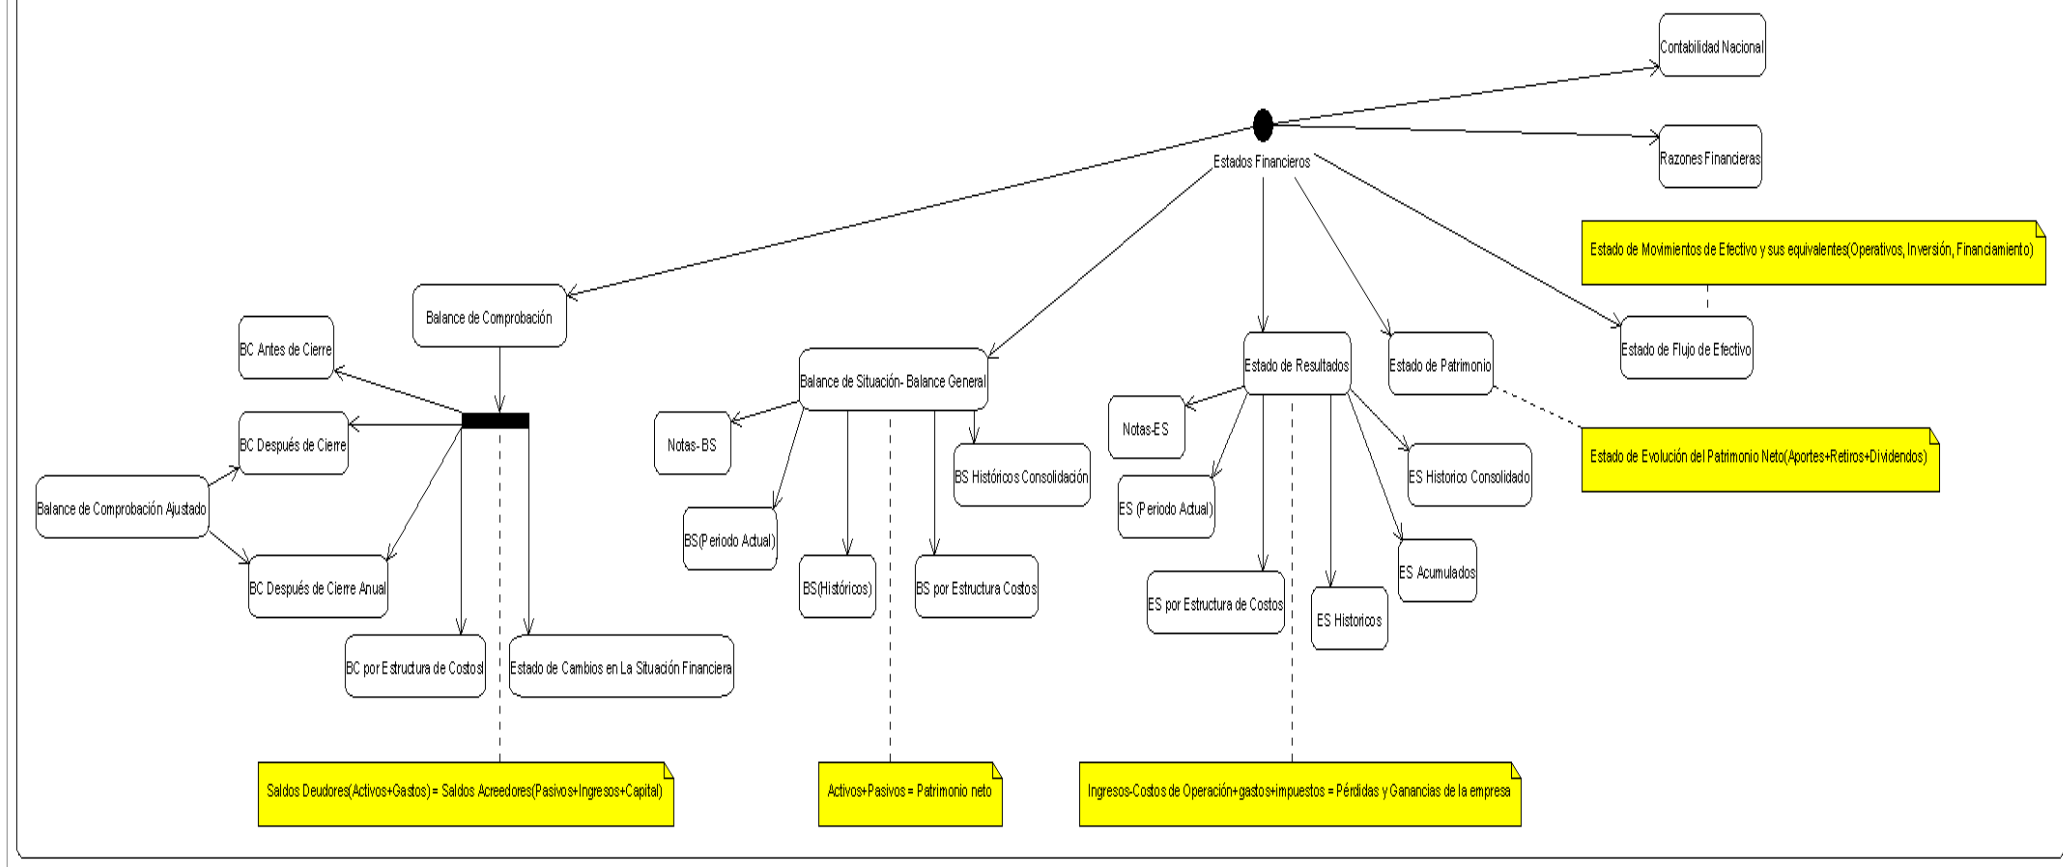 Contabilidad Nacional
Estados Financieros
Razones Financieras
Estado de Movimientos de Efectivo y sus equivalentes(Operativos, Inversión, Financiamiento)
Balance de Comprobación
BC Antes de Cierre
Balance de Situación- Balance General
Estado de Resultados
Estado de Patrimonio
Estado de Flujo de Efectivo
BC Después de Cierre
Notas- BS
Notas-ES
BS Históricos Consolidación
ES Historico Consolidado
Estado de Evolución del Patrimonio Neto(Aportes+Retiros+Dividendos)
Balance de Comprobación Ajustado
BS(Periodo Actual)
ES (Periodo Actual)
BC Después de Cierre Anual
BS(Históricos)
BS por Estructura Costos
ES por Estructura de Costos
ES Historicos
ES Acumulados
BC por Estructura de Costosl
Estado de Cambios en La Situación Financiera
Saldos Deudores(Activos+Gastos) = Saldos Acreedores(Pasivos+Ingresos+Capital)
Activos+Pasivos = Patrimonio neto
Ingresos-Costos de Operación+gastos+impuestos = Pérdidas y Ganancias de la empresa